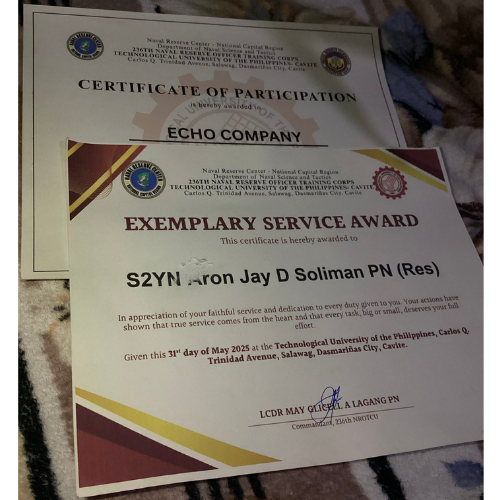 Naval Reserve Center - National Capital Region
Department of Naval Science and Tactics
236TH NAVAL RESERVE OFFICER TRAINING CORPS
TECHNOLOGICAL UNIVERSITY OF THE PHILIPPINES, CAVITE
Carlos Q. Trinidad Avenue, Salawag, Dasmariñas City, Cavite
CERTIFICATE OF PARTICIPATION
is hereby awarded to
ECHO COMPANY
NAVAL RESERVE CENTER
NATIONAL CAPITAL REGION
Naval Reserve Center - National Capital Region
Department of Naval Science and Tactics
236TH NAVAL RESERVE OFFICER TRAINING CORPS
TECHNOLOGICAL UNIVERSITY OF THE PHILIPPINES, CAVITE
Carlos Q. Trinidad Avenue, Salawag, Dasmariñas City, Cavite
EXEMPLARY SERVICE AWARD
This certificate is hereby awarded to
S2YN Aron Jay D Soliman PN (Res)
In appreciation of your faithful service and dedication to every duty given to you. Your actions have
shown that true service comes from the heart and that every task, big or small, deserves your full
effort.
Given this 31st day of May 2025 at the Technological University of the Philippines, Carlos Q.
Trinidad Avenue, Salawag, Dasmariñas City, Cavite.
LCDR MAY A LAGANG PN
Commandant, 236th NROTCU